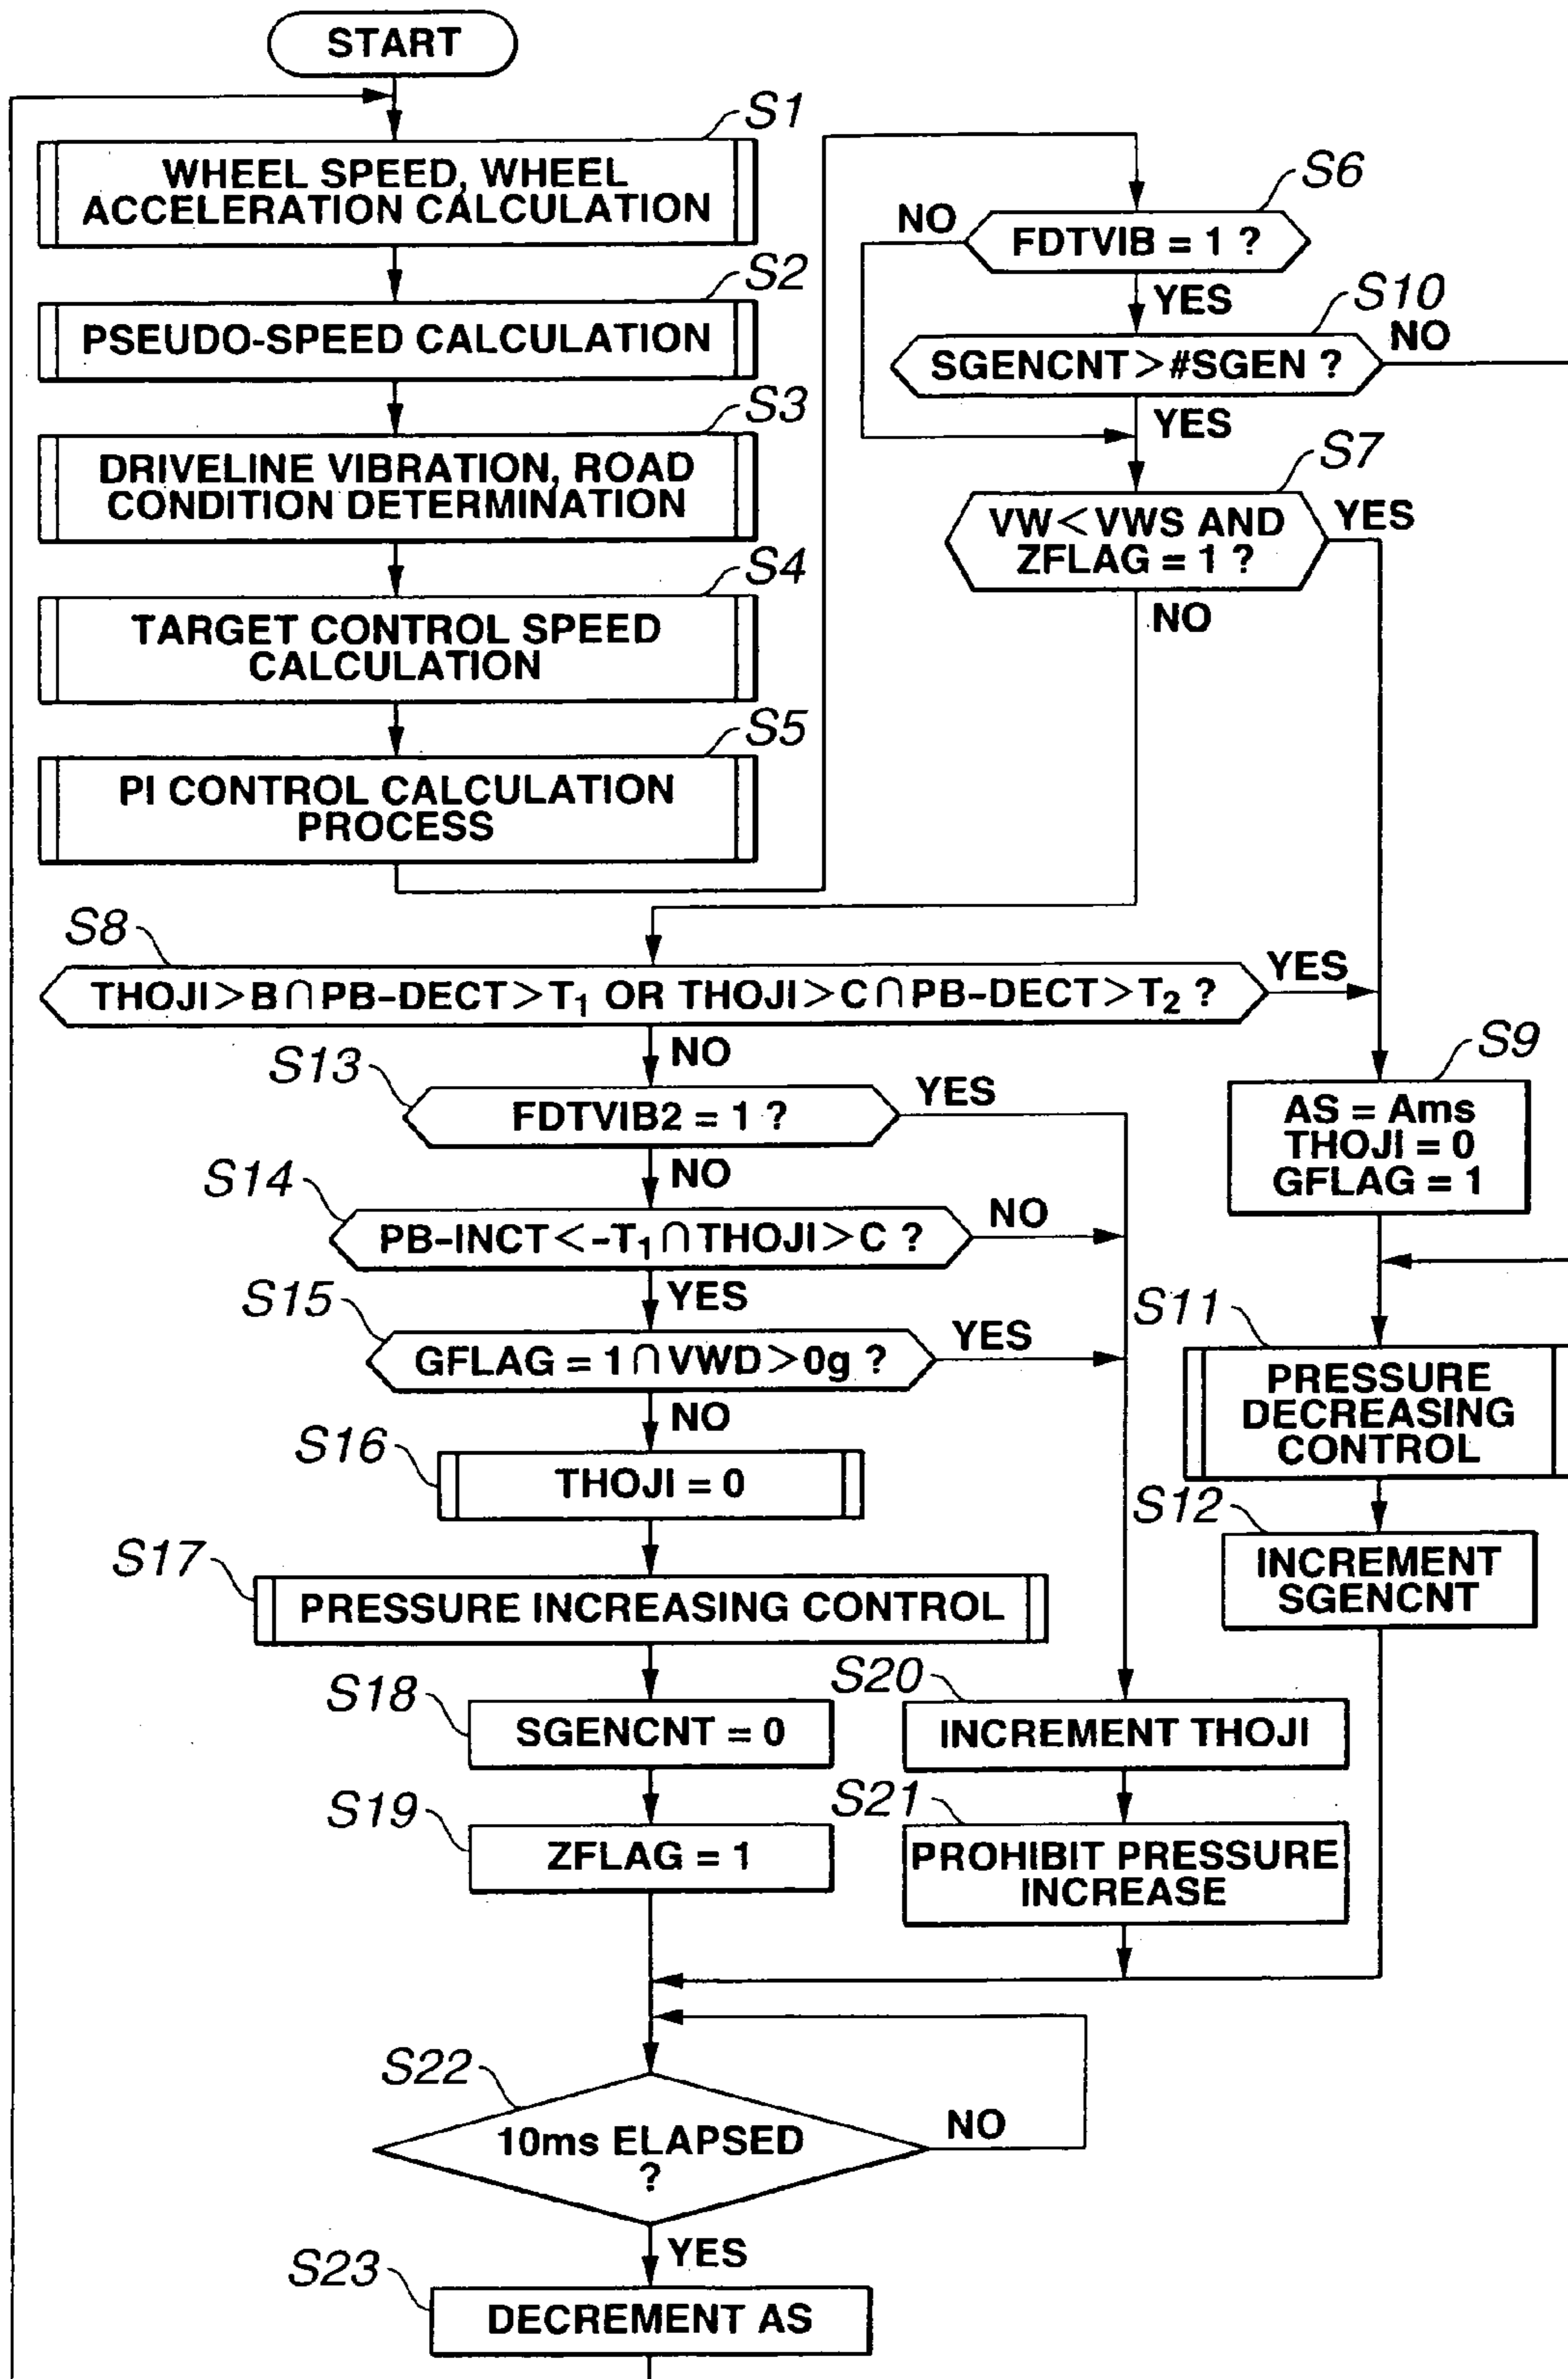 START
S1
WHEEL SPEED, WHEEL
ACCELERATION CALCULATION
S2
PSEUDO-SPEED CALCULATION
S3
DRIVELINE VIBRATION, ROAD
CONDITION DETERMINATION
S4
TARGET CONTROL SPEED
CALCULATION
S5
PI CONTROL CALCULATION
PROCESS
S6
NO
FDTVIB = 1 ?
YES
S10
NO
SGENCNT>#SGEN ?
YES
S7
VW<VWS AND
ZFLAG = 1 ?
YES
NO
S8
THOJI>B∩PB-DECT>T₁ OR THOJI>C∩PB-DECT>T₂ ?
YES
NO
S9
AS = Ams
THOJI = 0
GFLAG = 1
S13
FDTVIB2 = 1 ?
YES
NO
S14
PB-INCT<-T₁∩THOJI>C ?
NO
YES
S15
GFLAG = 1∩VWD>0g ?
YES
NO
S11
PRESSURE
DECREASING
CONTROL
S16
THOJI = 0
S12
INCREMENT
SGENCNT
S17
PRESSURE INCREASING CONTROL
S18
SGENCNT = 0
S20
INCREMENT THOJI
S19
ZFLAG = 1
S21
PROHIBIT PRESSURE
INCREASE
S22
10ms ELAPSED
?
NO
YES
S23
DECREMENT AS